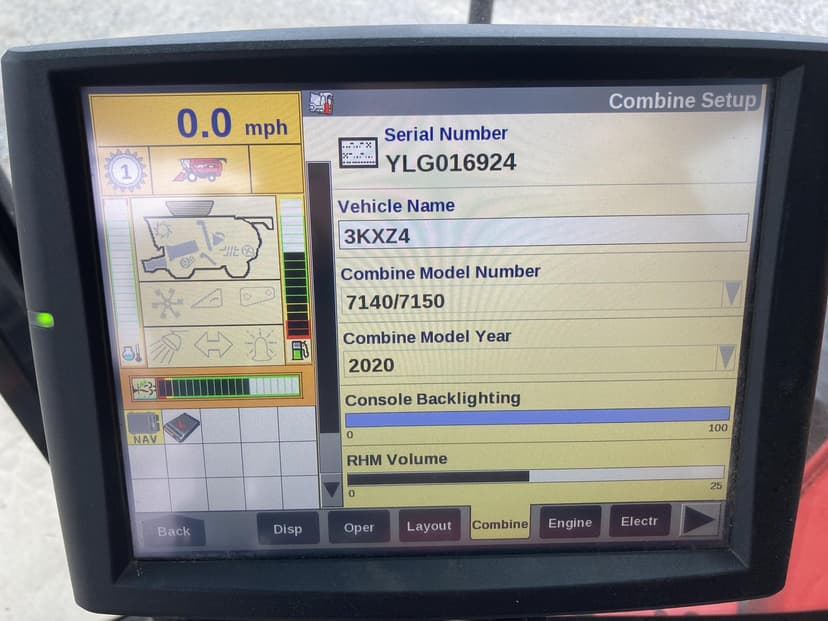 Combine Setup
0.0 mph
1
Serial Number
YLG016924
Vehicle Name
3KXZ4
Combine Model Number
7140/7150
Combine Model Year
2020
Console Backlighting
0 100
RHM Volume
0 25
NAV
Back Disp Oper Layout Combine Engine Electr